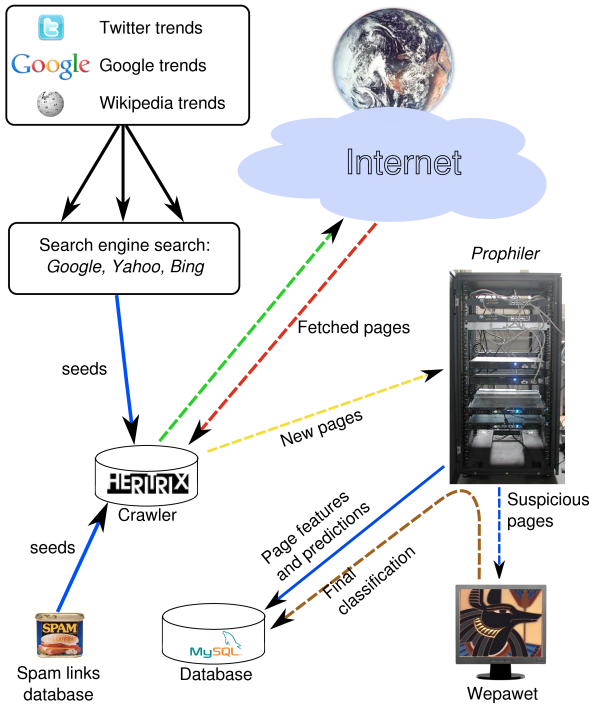 Twitter trends
Google Google trends
Wikipedia trends
Internet
Search engine search:
Google, Yahoo, Bing
Prophiler
Fetched pages
seeds
New pages
HERITRIX
Crawler
Suspicious
pages
Page features
and predictions
Final
classification
seeds
SPAM
MySQL
Spam links
database
Database
Wepawet